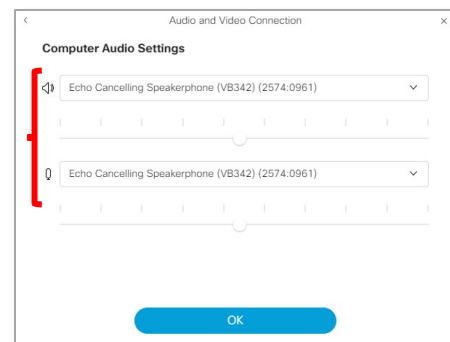 Audio and Video Connection
Computer Audio Settings
Echo Cancelling Speakerphone (VB342) (2574:0961)
Echo Cancelling Speakerphone (VB342) (2574:0961)
OK